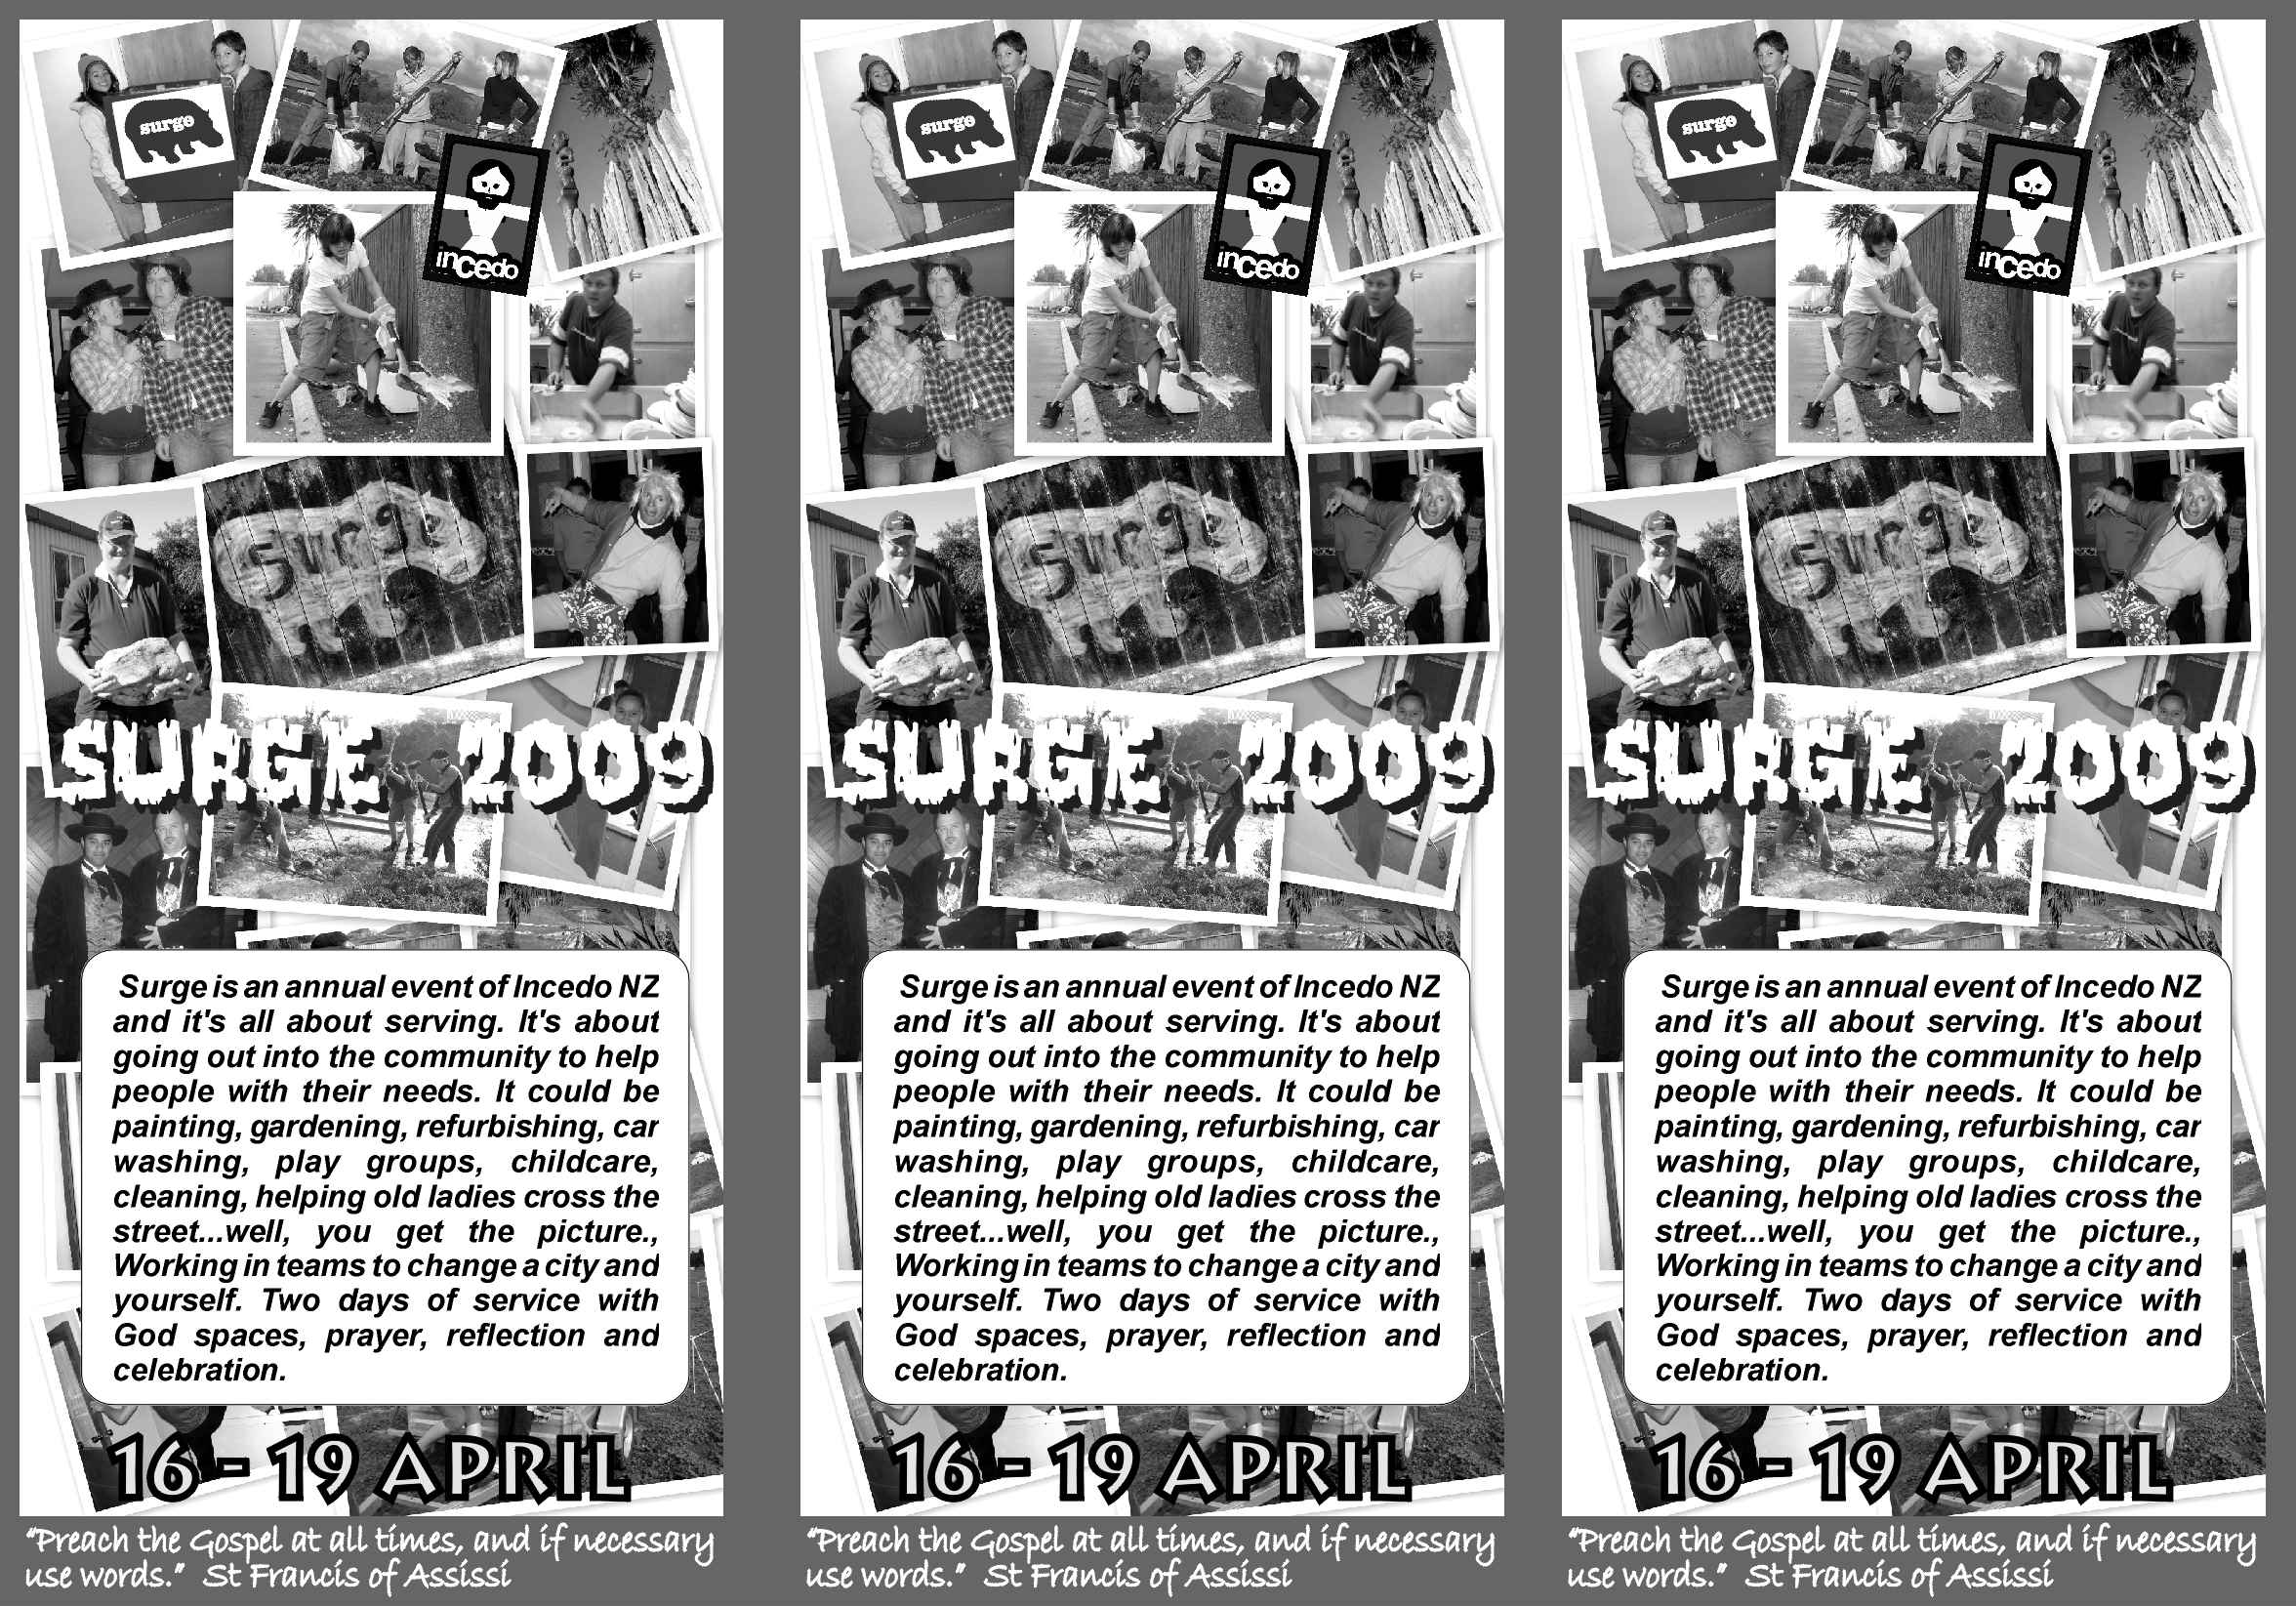 surge
incedo
surge
SURGE 2009
Surge is an annual event of Incedo NZ
and it's all about serving. It's about
going out into the community to help
people with their needs. It could be
painting, gardening, refurbishing, car
washing, play groups, childcare,
cleaning, helping old ladies cross the
street...well, you get the picture.,
Working in teams to change a city and
yourself. Two days of service with
God spaces, prayer, reflection and
celebration.
16 - 19 APRIL
“Preach the Gospel at all times, and if necessary
use words.” St Francis of Assissi
surge
incedo
surge
SURGE 2009
Surge is an annual event of Incedo NZ
and it's all about serving. It's about
going out into the community to help
people with their needs. It could be
painting, gardening, refurbishing, car
washing, play groups, childcare,
cleaning, helping old ladies cross the
street...well, you get the picture.,
Working in teams to change a city and
yourself. Two days of service with
God spaces, prayer, reflection and
celebration.
16 - 19 APRIL
“Preach the Gospel at all times, and if necessary
use words.” St Francis of Assissi
surge
incedo
surge
SURGE 2009
Surge is an annual event of Incedo NZ
and it's all about serving. It's about
going out into the community to help
people with their needs. It could be
painting, gardening, refurbishing, car
washing, play groups, childcare,
cleaning, helping old ladies cross the
street...well, you get the picture.,
Working in teams to change a city and
yourself. Two days of service with
God spaces, prayer, reflection and
celebration.
16 - 19 APRIL
“Preach the Gospel at all times, and if necessary
use words.” St Francis of Assissi